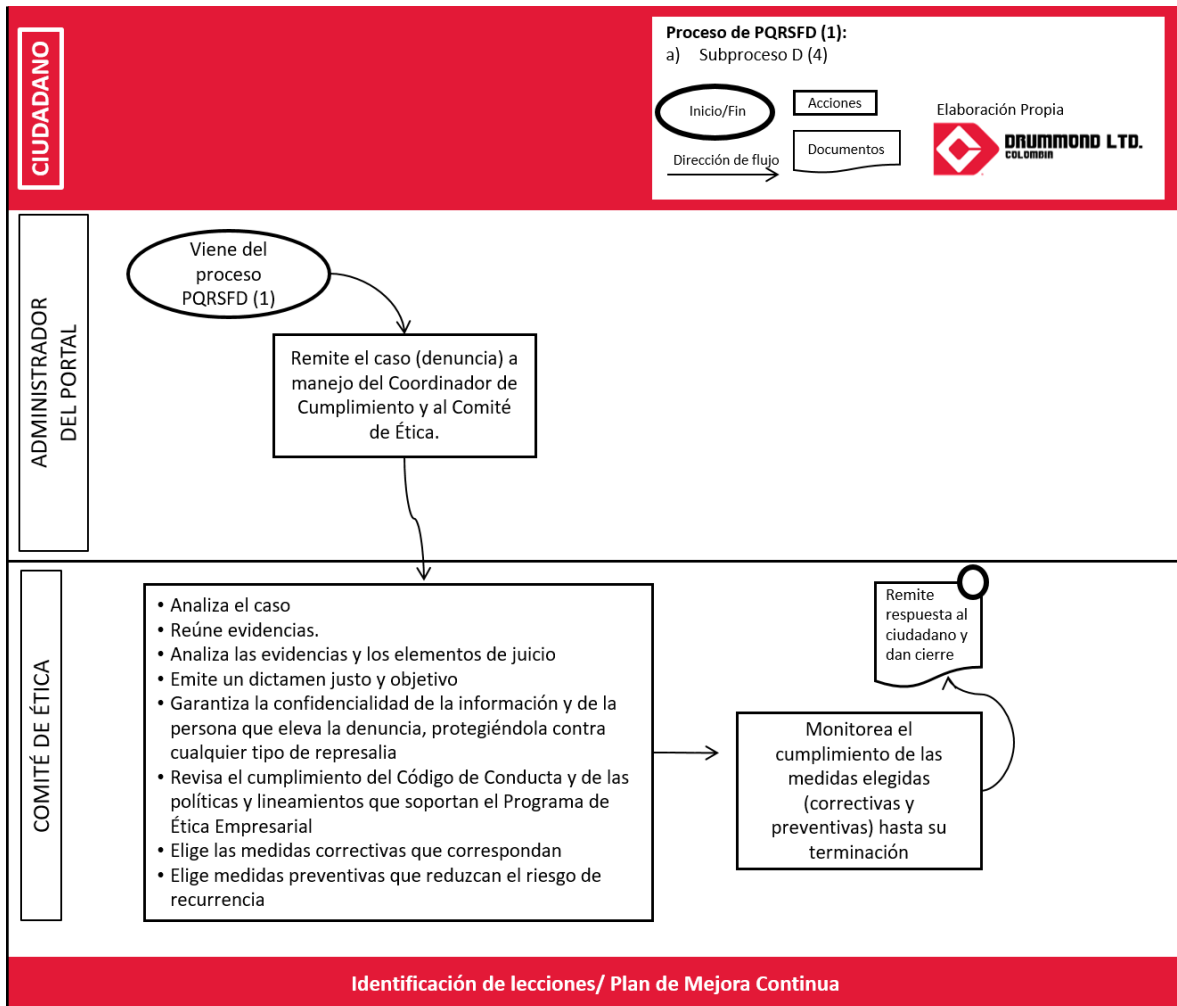 CIUDADANO
Proceso de PQRSFD (1):
a) Subproceso D (4)
Inicio/Fin
Acciones
Dirección de flujo
Documentos
Elaboración Propia
DRUMMOND LTD.
COLOMBIA
ADMINISTRADOR
DEL PORTAL
Viene del
proceso
PQRSFD (1)
Remite el caso (denuncia) a
manejo del Coordinador de
Cumplimiento y al Comité
de Ética.
COMITÉ DE ÉTICA
• Analiza el caso
• Reúne evidencias.
• Analiza las evidencias y los elementos de juicio
• Emite un dictamen justo y objetivo
• Garantiza la confidencialidad de la información y de la
persona que eleva la denuncia, protegiéndola contra
cualquier tipo de represalia
• Revisa el cumplimiento del Código de Conducta y de las
políticas y lineamientos que soportan el Programa de
Ética Empresarial
• Elige las medidas correctivas que correspondan
• Elige medidas preventivas que reduzcan el riesgo de
recurrencia
Monitorea el
cumplimiento de las
medidas elegidas
(correctivas y
preventivas) hasta su
terminación
Remite
respuesta al
ciudadano y
dan cierre
Identificación de lecciones/ Plan de Mejora Continua